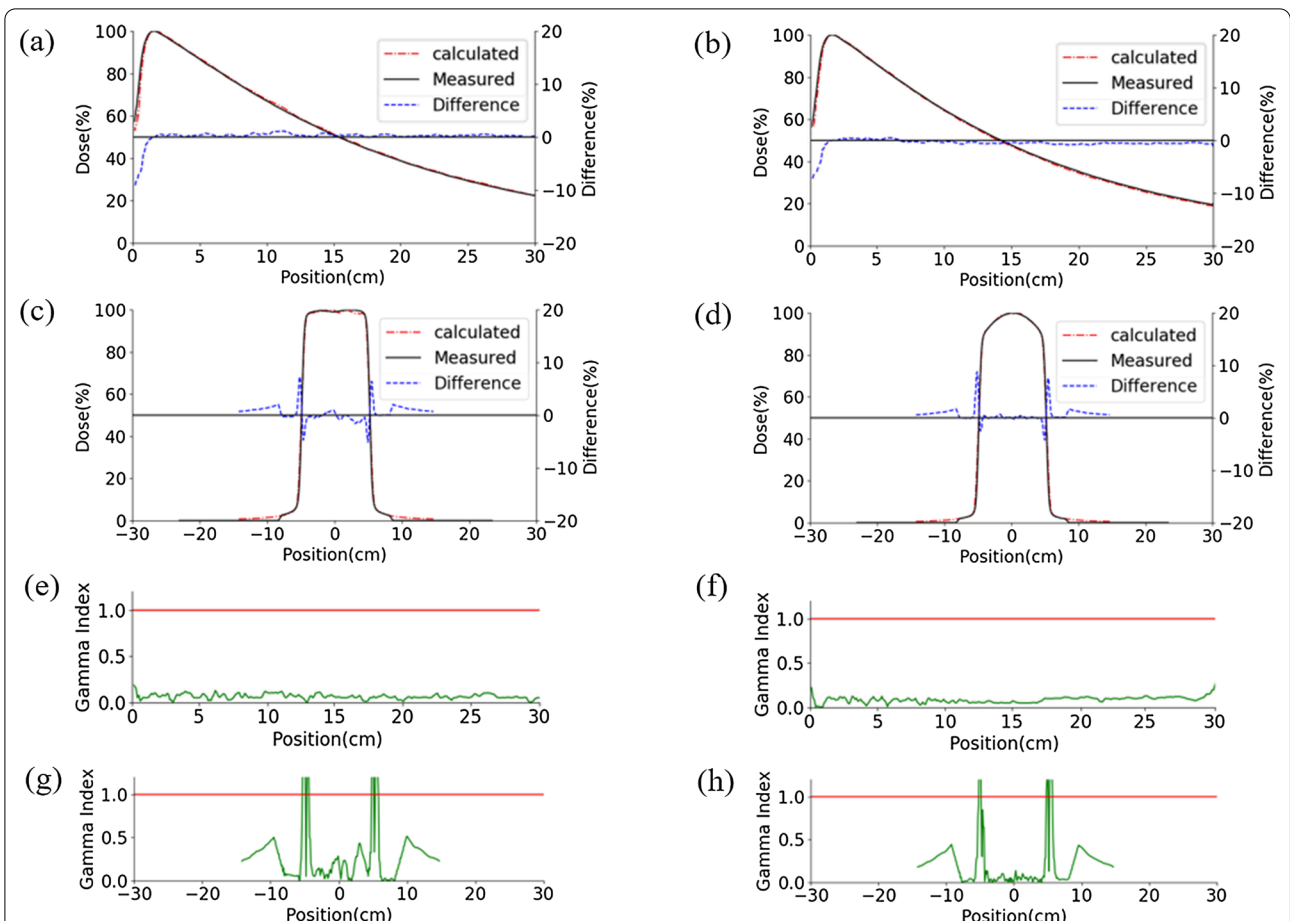 (a)
100
80
60
40
20
0
Dose(%)
20
10
0
−10
−20
Difference(%)
calculated
Measured
Difference
0 5 10 15 20 25 30
Position(cm)
(b)
100
80
60
40
20
0
Dose(%)
20
10
0
−10
−20
Difference(%)
calculated
Measured
Difference
0 5 10 15 20 25 30
Position(cm)
(c)
100
80
60
40
20
0
Dose(%)
20
10
0
−10
−20
Difference(%)
calculated
Measured
Difference
−30 −20 −10 0 10 20 30
Position(cm)
(d)
100
80
60
40
20
0
Dose(%)
20
10
0
−10
−20
Difference(%)
calculated
Measured
Difference
−30 −20 −10 0 10 20 30
Position(cm)
(e)
Gamma Index
1.0
0.5
0.0
0 5 10 15 20 25 30
Position(cm)
(f)
Gamma Index
1.0
0.5
0.0
0 5 10 15 20 25 30
Position(cm)
(g)
Gamma Index
1.0
0.5
0.0
−30 −20 −10 0 10 20 30
Position(cm)
(h)
Gamma Index
1.0
0.5
0.0
−30 −20 −10 0 10 20 30
Position(cm)